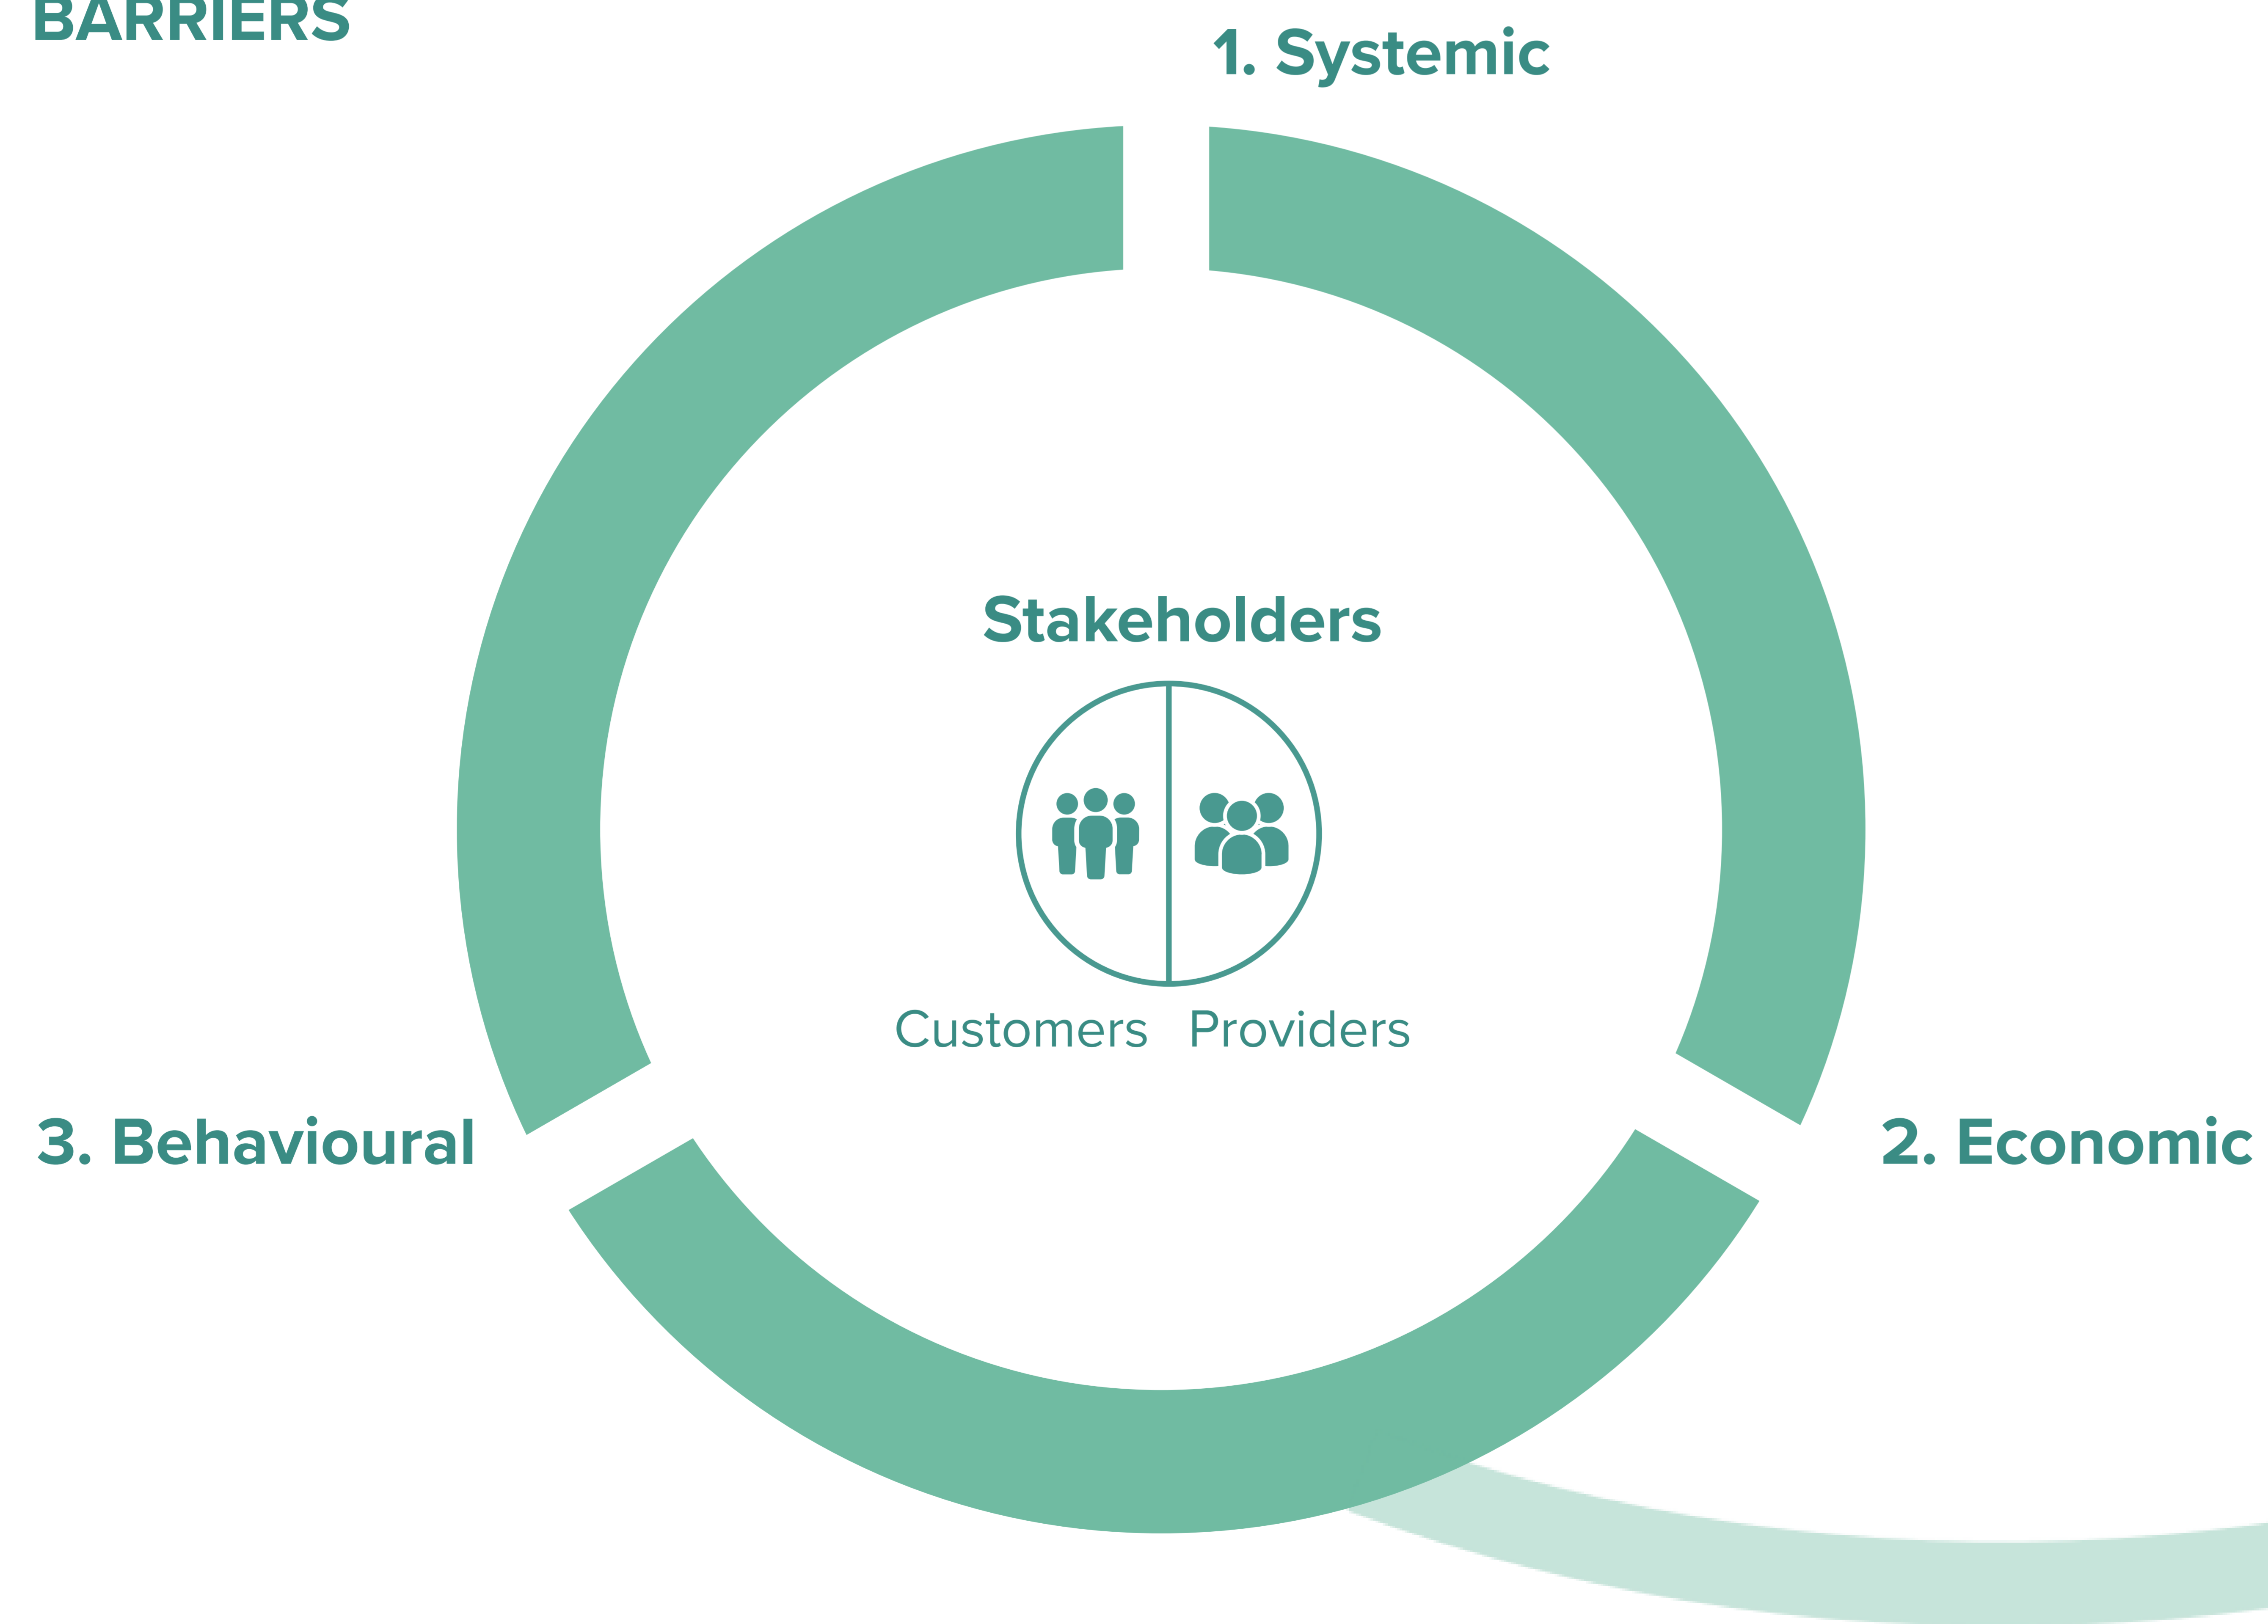 BARRIERS
1. Systemic
Stakeholders
Customers Providers
3. Behavioural
2. Economic